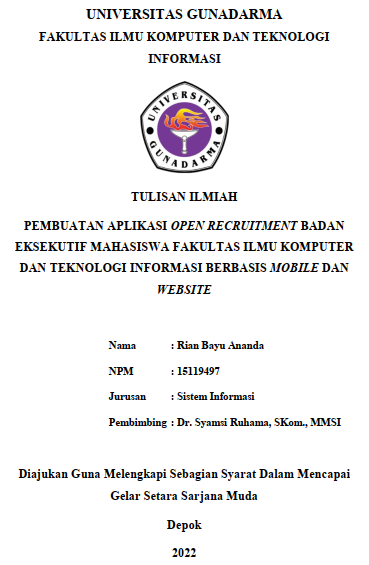 UNIVERSITAS GUNADARMA
FAKULTAS ILMU KOMPUTER DAN TEKNOLOGI
INFORMASI
UNIVERSITAS
GUNADARMA
TULISAN ILMIAH
PEMBUATAN APLIKASI OPEN RECRUITMENT BADAN
EKSEKUTIF MAHASISWA FAKULTAS ILMU KOMPUTER
DAN TEKNOLOGI INFORMASI BERBASIS MOBILE DAN
WEBSITE
Nama : Rian Bayu Ananda
NPM : 15119497
Jurusan : Sistem Informasi
Pembimbing : Dr. Syamsi Ruhama, SKom., MMSI
Diajukan Guna Melengkapi Sebagian Syarat Dalam Mencapai
Gelar Setara Sarjana Muda
Depok
2022